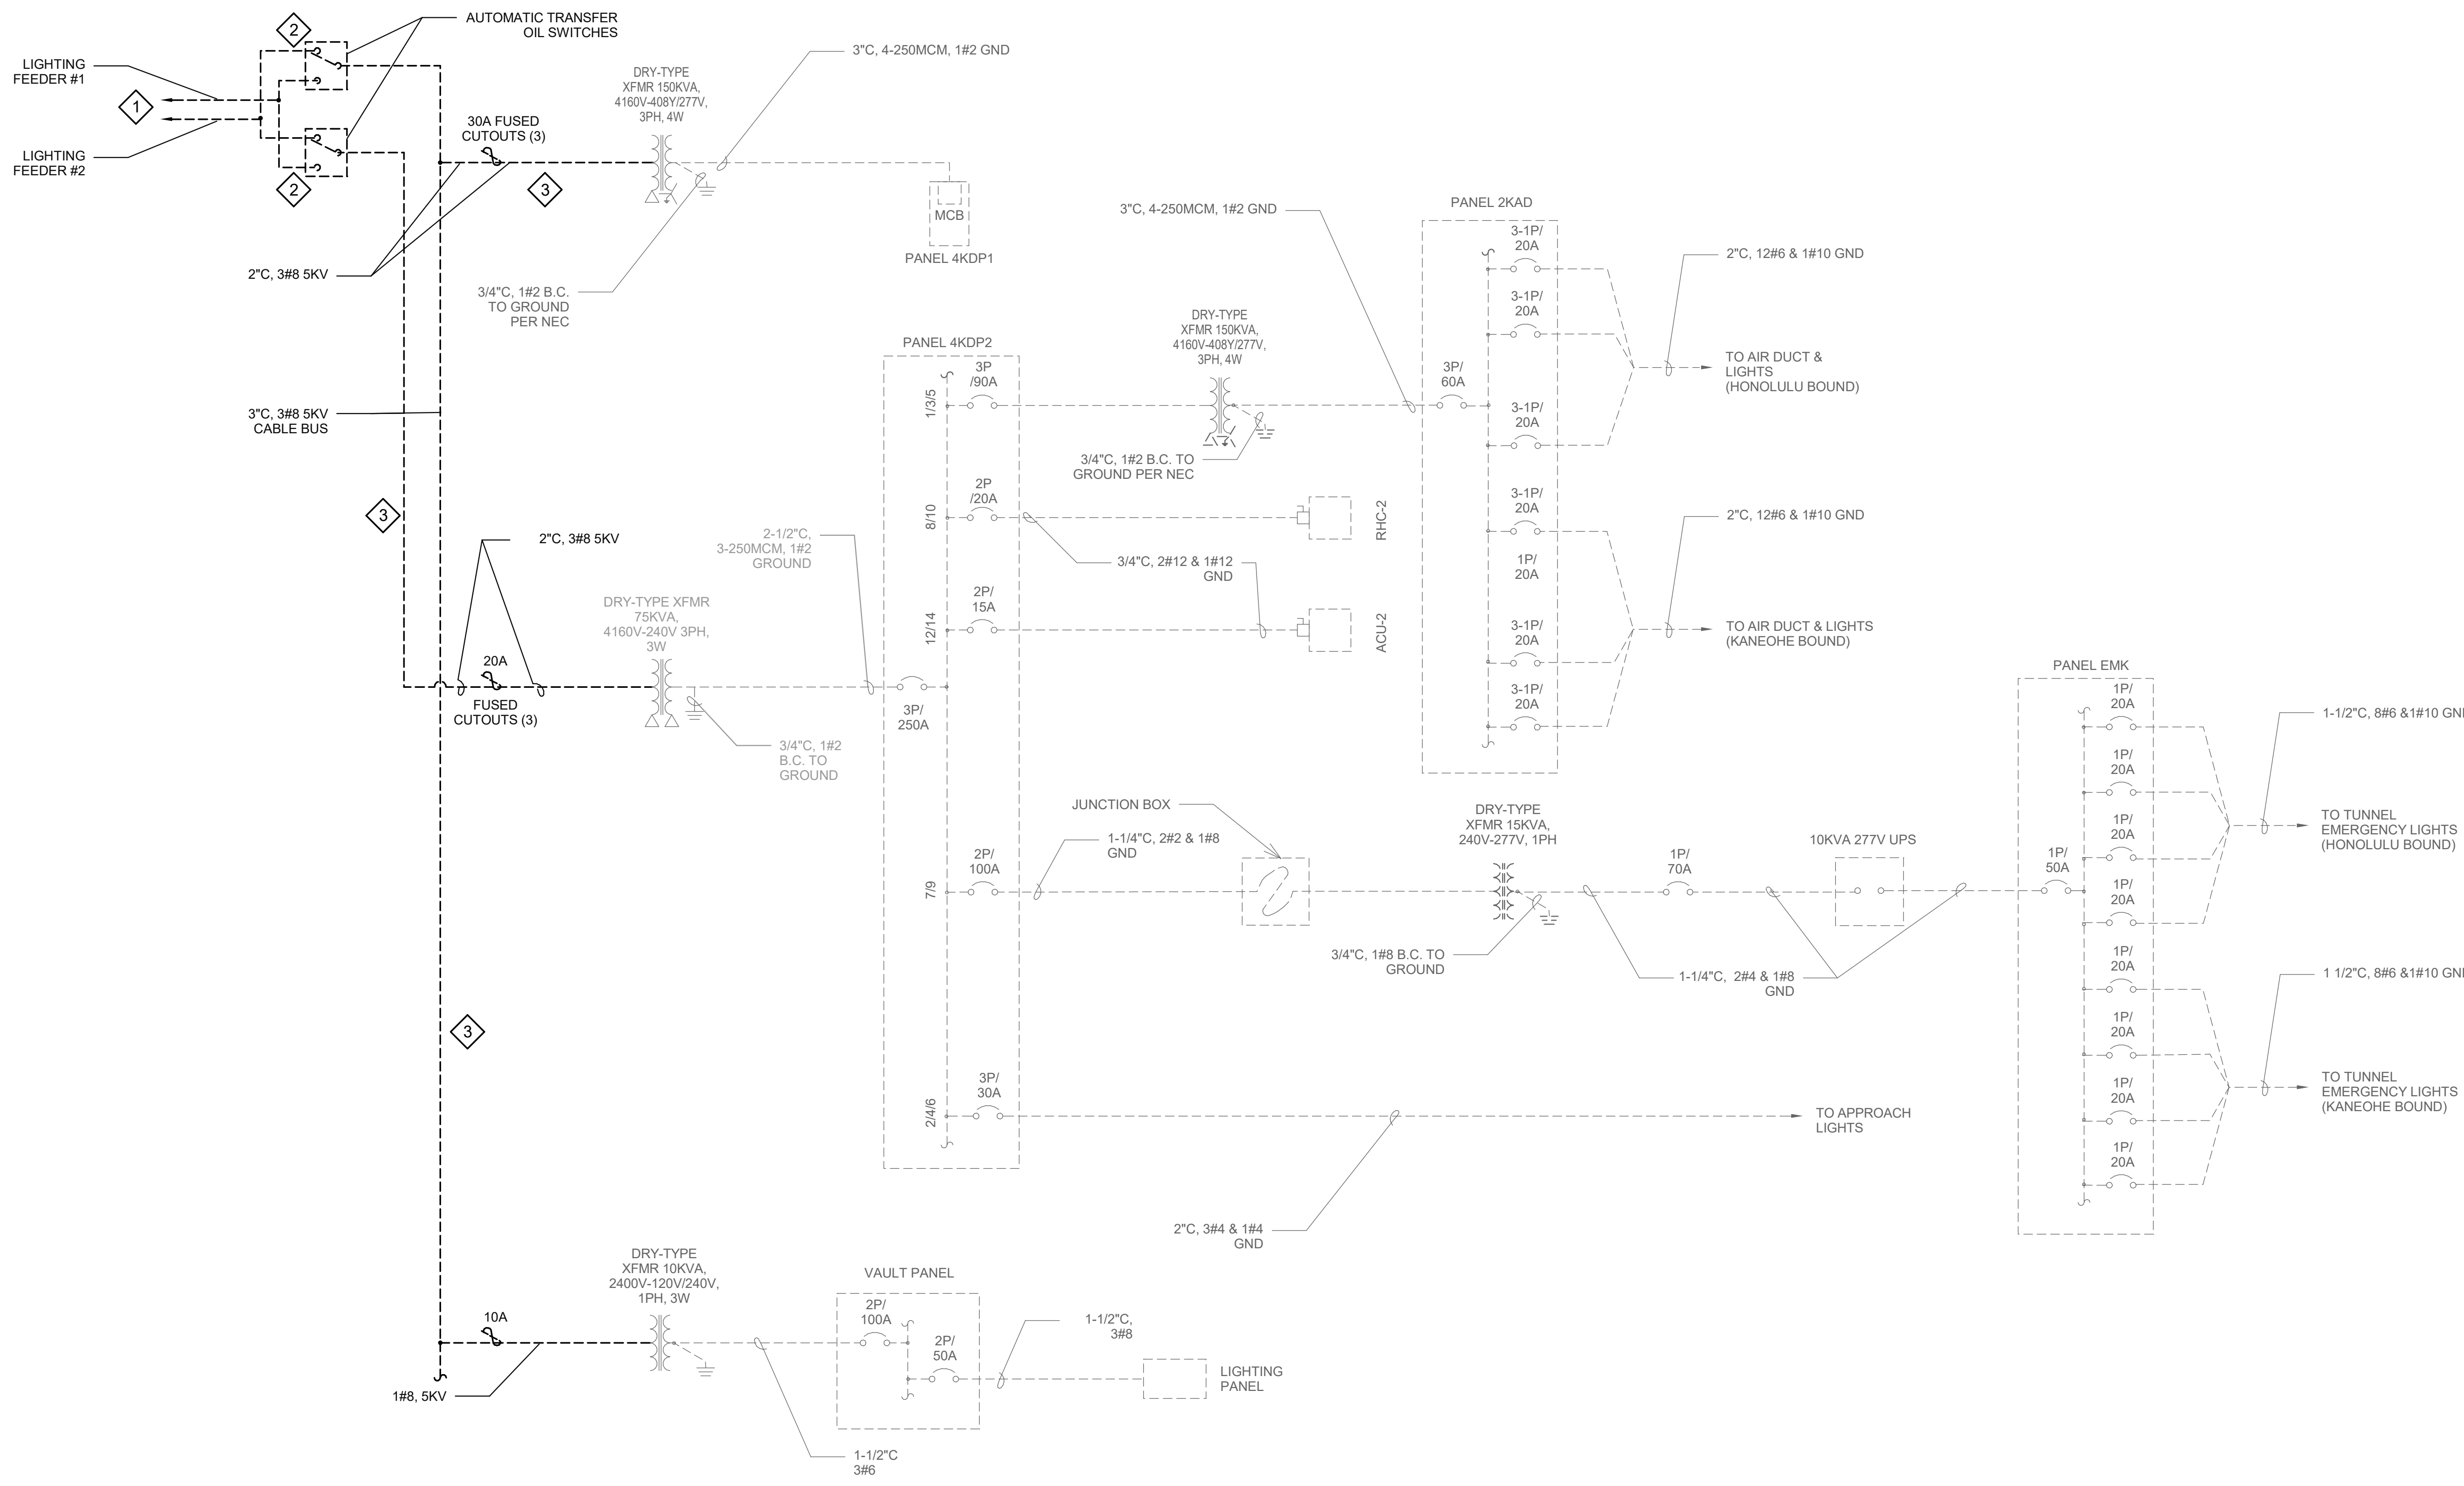 2
AUTOMATIC TRANSFER
OIL SWITCHES
LIGHTING
FEEDER #1
1
LIGHTING
FEEDER #2
2
30A FUSED
CUTOUTS (3)
3
2"C, 3#8 5KV
DRY-TYPE
XFMR 150KVA,
4160V-408Y/277V,
3PH, 4W
3"C, 4-250MCM, 1#2 GND
MCB
PANEL 4KDP1
3/4"C, 1#2 B.C.
TO GROUND
PER NEC
3"C, 3#8 5KV
CABLE BUS
3
2"C, 3#8 5KV
20A
FUSED
CUTOUTS (3)
DRY-TYPE XFMR
75KVA,
4160V-240V 3PH,
3W
2-1/2"C,
3-250MCM, 1#2
GROUND
3/4"C, 1#2
B.C. TO
GROUND
PANEL 4KDP2
3P
/90A
1/3/5
2P
/20A
8/10
2P/
15A
12/14
3P/
250A
2P/
100A
7/9
3P/
30A
2/4/6
DRY-TYPE
XFMR 150KVA,
4160V-408Y/277V,
3PH, 4W
3"C, 4-250MCM, 1#2 GND
3/4"C, 1#2 B.C. TO
GROUND PER NEC
RHC-2
3/4"C, 2#12 & 1#12
GND
ACU-2
PANEL 2KAD
3P/
60A
3-1P/
20A
3-1P/
20A
3-1P/
20A
3-1P/
20A
1P/
20A
3-1P/
20A
3-1P/
20A
2"C, 12#6 & 1#10 GND
TO AIR DUCT &
LIGHTS
(HONOLULU BOUND)
2"C, 12#6 & 1#10 GND
TO AIR DUCT & LIGHTS
(KANEOHE BOUND)
JUNCTION BOX
1-1/4"C, 2#2 & 1#8
GND
DRY-TYPE
XFMR 15KVA,
240V-277V, 1PH
3/4"C, 1#8 B.C. TO
GROUND
1P/
70A
10KVA 277V UPS
1-1/4"C, 2#4 & 1#8
GND
PANEL EMK
1P/
50A
1P/
20A
1P/
20A
1P/
20A
1P/
20A
1P/
20A
1P/
20A
1P/
20A
1P/
20A
1-1/2"C, 8#6 &1#10
TO TUNNEL
EMERGENCY LIGHTS
(HONOLULU BOUND)
1 1/2"C, 8#6 &1#10
TO TUNNEL
EMERGENCY LIGHTS
(KANEOHE BOUND)
TO APPROACH
LIGHTS
2"C, 3#4 & 1#4
GND
3
10A
1#8, 5KV
DRY-TYPE
XFMR 10KVA,
2400V-120V/240V,
1PH, 3W
VAULT PANEL
2P/
100A
2P/
50A
1-1/2"C,
3#8
LIGHTING
PANEL
1-1/2"C
3#6